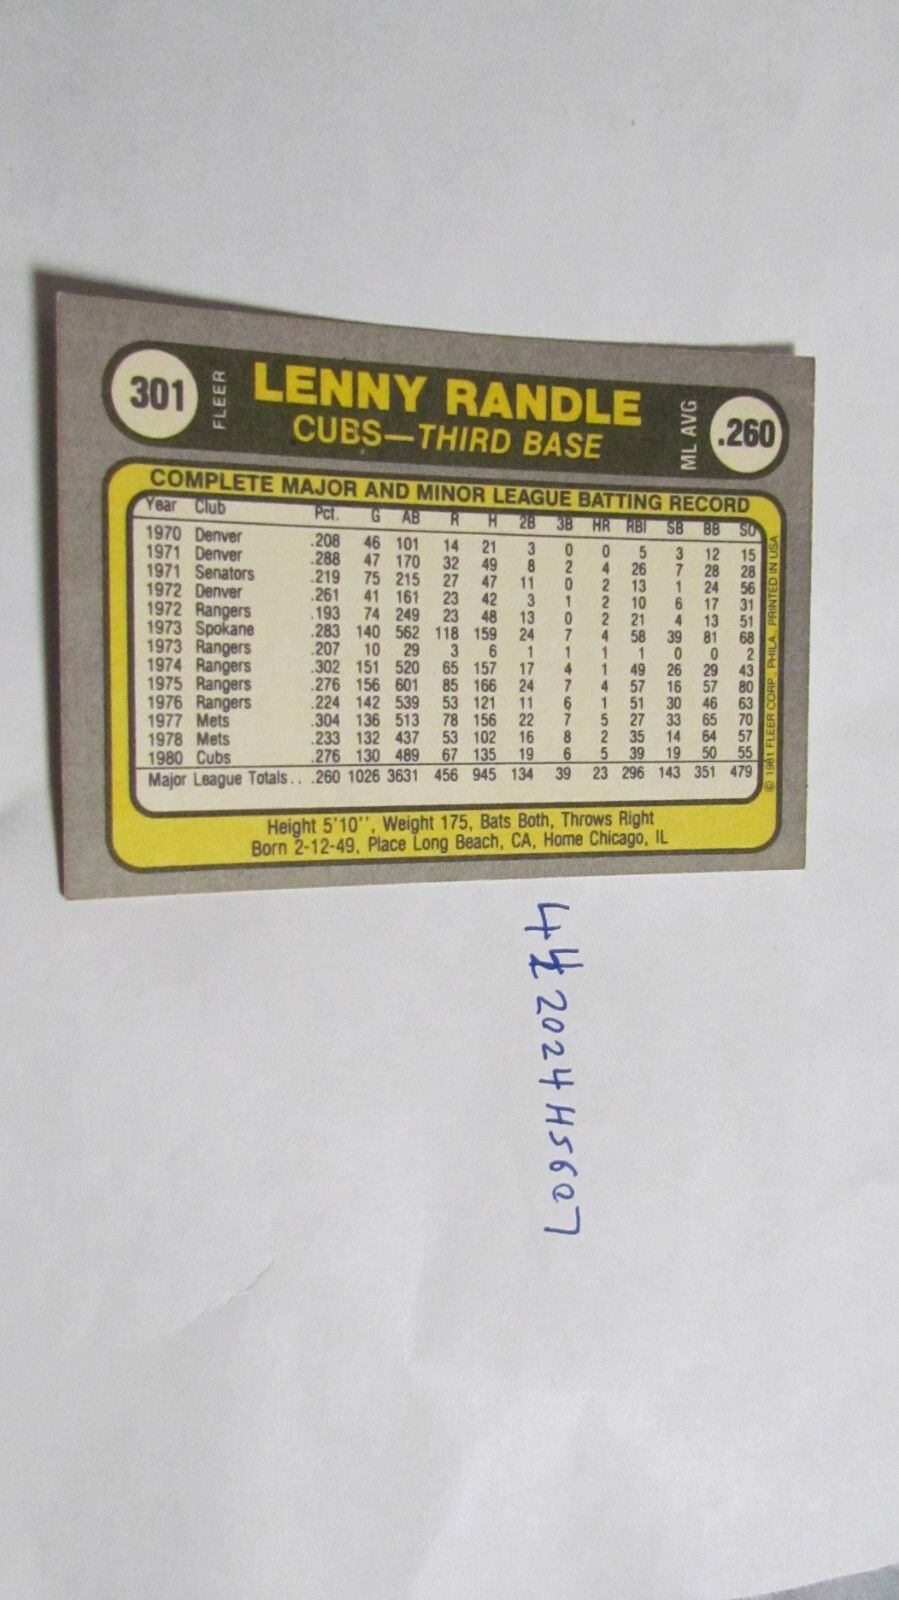 301 FLEER LENNY RANDLE ML AVG .260
CUBS—THIRD BASE
COMPLETE MAJOR AND MINOR LEAGUE BATTING RECORD
Year Club Pct. G AB R H 2B 3B HR RBI SB BB SO
1970 Denver .208 46 101 14 21 3 0 0 5 3 12 15
1971 Denver .288 47 170 32 49 8 2 4 26 7 28 28
1971 Senators .219 75 215 27 47 11 0 2 13 1 24 56
1972 Denver .261 41 161 23 42 3 1 2 10 6 17 31
1972 Rangers .193 74 249 23 48 13 0 2 21 4 13 51
1973 Spokane .283 140 562 118 159 24 7 4 58 39 81 68
1973 Rangers .207 10 29 3 6 1 1 1 1 0 0 2
1974 Rangers .302 151 520 65 157 17 4 1 49 26 29 43
1975 Rangers .276 156 601 85 166 24 7 4 57 16 57 80
1976 Rangers .224 142 539 53 121 11 6 1 51 30 46 63
1977 Mets .304 136 513 78 156 22 7 5 27 33 65 70
1978 Mets .233 132 437 53 102 16 8 2 35 14 64 57
1980 Cubs .276 130 489 67 135 19 6 5 39 19 50 55
Major League Totals . . .260 1026 3631 456 945 134 39 23 296 143 351 479
© 1981 FLEER CORP., PHILA., PRINTED IN USA
Height 5'10'', Weight 175, Bats Both, Throws Right
Born 2-12-49, Place Long Beach, CA, Home Chicago, IL
2024H5607